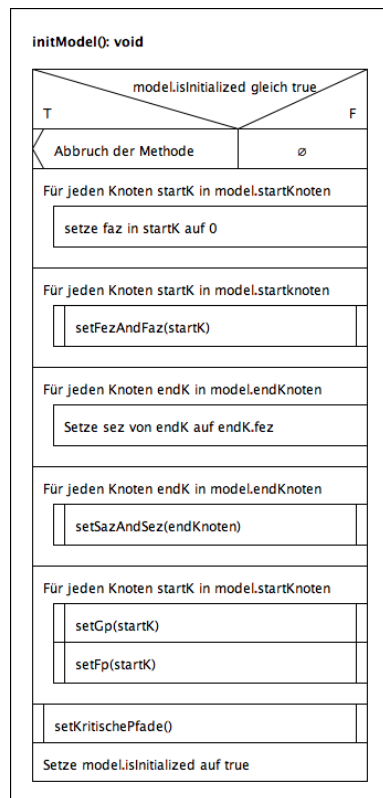 initModel(): void
model.isInitialized gleich true
T F
Abbruch der Methode ∅
Für jeden Knoten startK in model.startKnoten
setze faz in startK auf 0
Für jeden Knoten startK in model.startknoten
setFezAndFaz(startK)
Für jeden Knoten endK in model.endKnoten
Setze sez von endK auf endK.fez
Für jeden Knoten endK in model.endKnoten
setSazAndSez(endKnoten)
Für jeden Knoten startK in model.startKnoten
setGp(startK)
setFp(startK)
setKritischePfade()
Setze model.isInitialized auf true